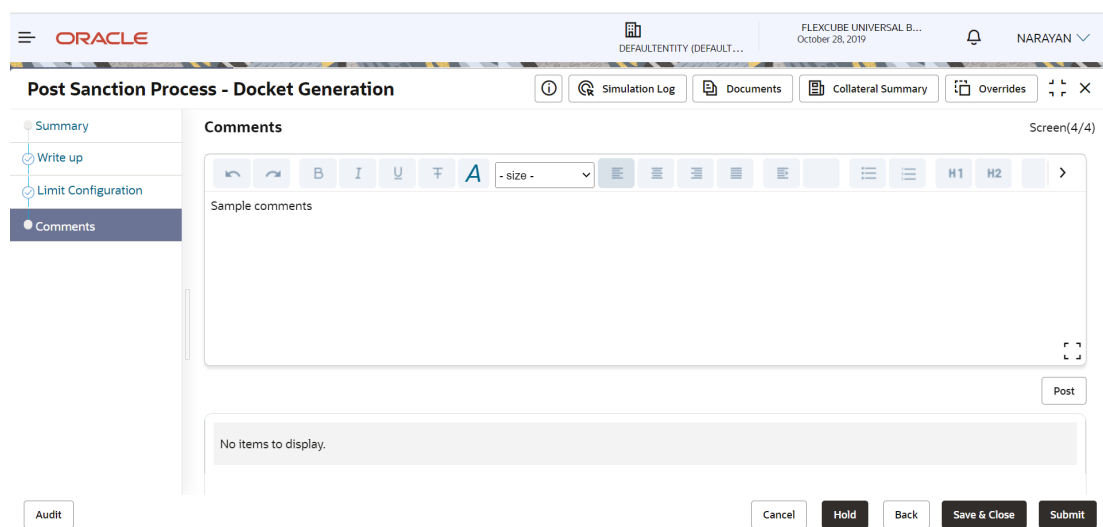 ORACLE
DEFAULTENTITY (DEFAULT...
FLEXCUBE UNIVERSAL B...
October 28, 2019
NARAYAN
Post Sanction Process - Docket Generation
Simulation Log
Documents
Collateral Summary
Overrides
Summary
Write up
Limit Configuration
Comments
Comments
Screen(4/4)
B I U T A - size - H1 H2
Sample comments
Post
No items to display.
Audit
Cancel
Hold
Back
Save & Close
Submit